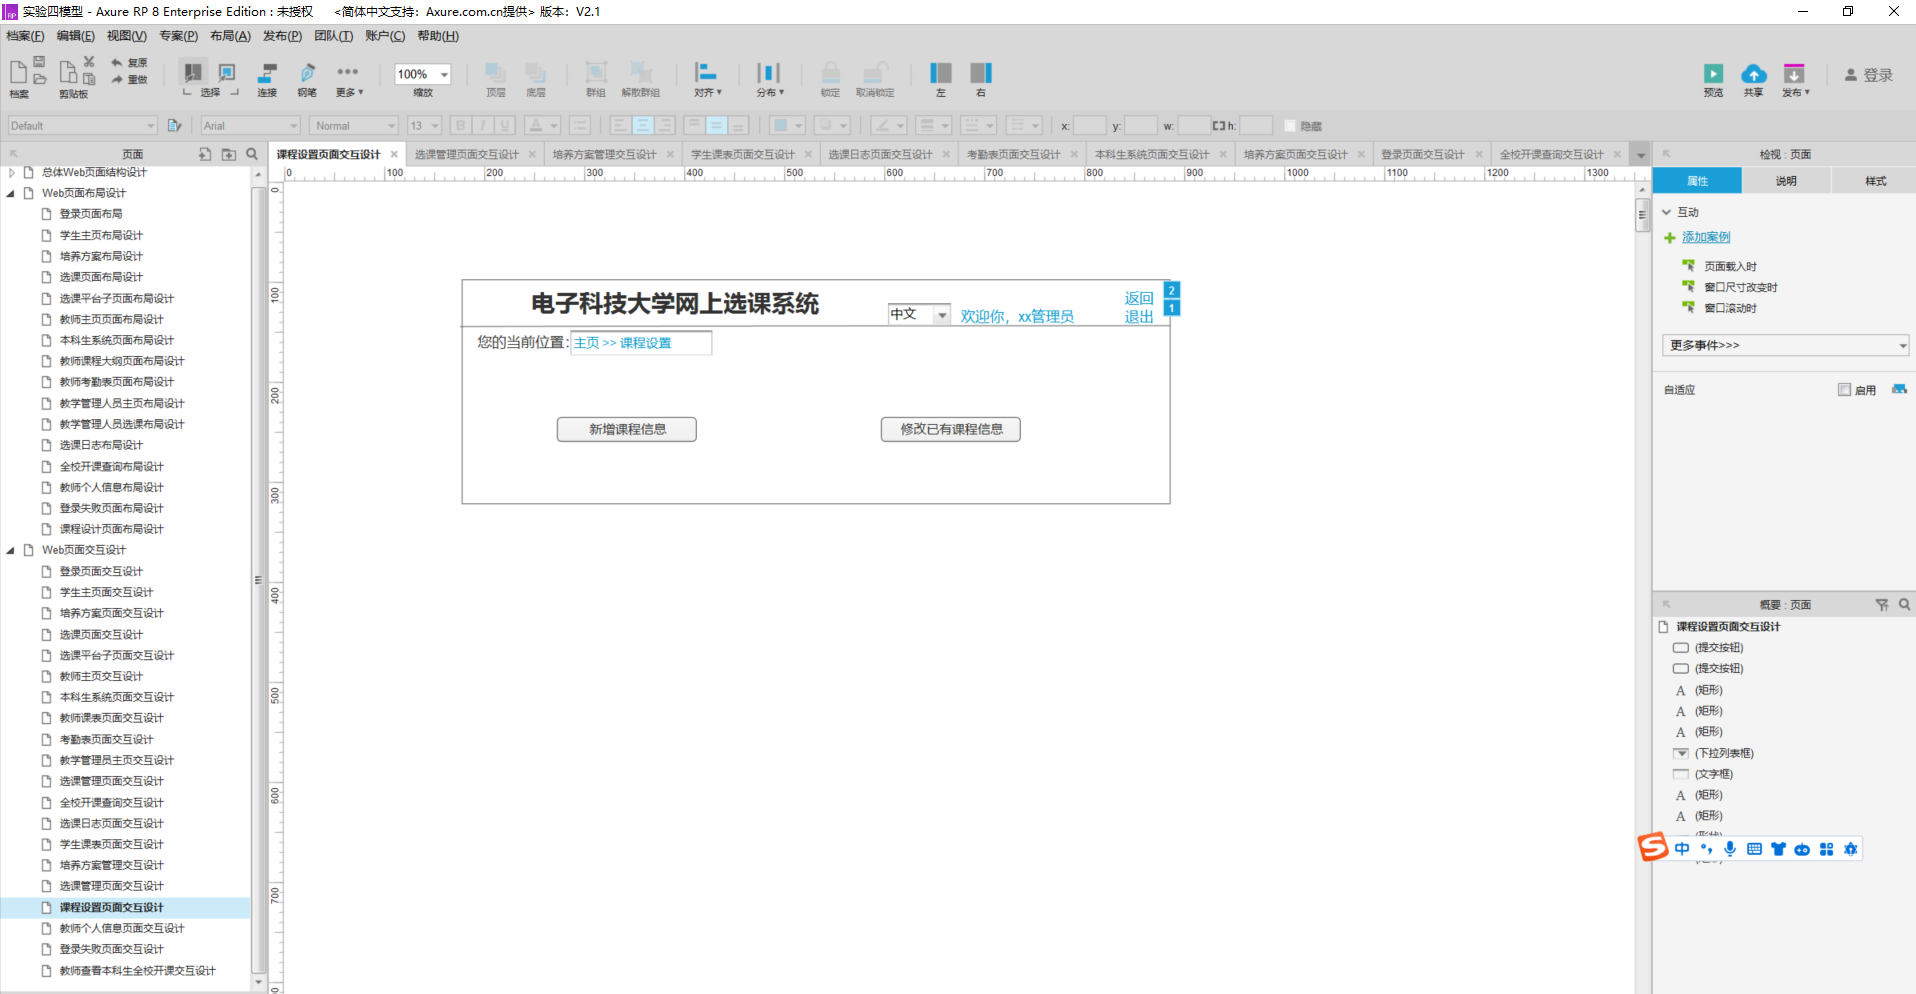 实验四模型 - Axure RP 8 Enterprise Edition : 未授权 <简体中文支持：Axure.com.cn提供> 版本：V2.1
档案(F) 编辑(E) 视图(V) 专案(P) 布局(A) 发布(P) 团队(T) 账户(C) 帮助(H)
复原
重做
100%
登录
档案 剪贴板 选择 连接 钢笔 更多 缩放 顶层 底层 群组 解散群组 对齐 分布 锁定 取消锁定 左 右 预览 共享 发布
Default Arial Normal 13 B I U A x: y: w: h: 隐藏
页面
课程设置页面交互设计 选课管理页面交互设计 培养方案管理交互设计 学生课表页面交互设计 选课日志页面交互设计 考勤表页面交互设计 本科生系统页面交互设计 培养方案页面交互设计 登录页面交互设计 全校开课查询交互设计
检视 : 页面
0 100 200 300 400 500 600 700 800 900 1000 1100 1200 1300
0
100
200
300
400
500
600
700
总体Web页面结构设计
Web页面布局设计
登录页面布局
学生主页布局设计
培养方案布局设计
选课页面布局设计
选课平台子页面布局设计
教师主页页面布局设计
本科生系统页面布局设计
教师课程大纲页面布局设计
教师考勤表页面布局设计
教学管理人员主页布局设计
教学管理人员选课布局设计
选课日志布局设计
全校开课查询布局设计
教师个人信息布局设计
登录失败页面布局设计
课程设计页面布局设计
Web页面交互设计
登录页面交互设计
学生主页面交互设计
培养方案页面交互设计
选课页面交互设计
选课平台子页面交互设计
教师主页交互设计
本科生系统页面交互设计
教师课表页面交互设计
考勤表页面交互设计
教学管理员主页交互设计
选课管理页面交互设计
全校开课查询交互设计
选课日志页面交互设计
学生课表页面交互设计
培养方案管理交互设计
选课管理页面交互设计
课程设置页面交互设计
教师个人信息页面交互设计
登录失败页面交互设计
教师查看本科生全校开课交互设计
电子科技大学网上选课系统
中文
欢迎你，xx管理员
返回
退出
2
1
您的当前位置：
主页 >> 课程设置
新增课程信息
修改已有课程信息
属性 说明 样式
互动
添加案例
页面载入时
窗口尺寸改变时
窗口滚动时
更多事件>>>
自适应 启用
概要 : 页面
课程设置页面交互设计
(提交按钮)
(提交按钮)
A (矩形)
A (矩形)
A (矩形)
(下拉列表框)
(文字框)
A (矩形)
A (矩形)
中